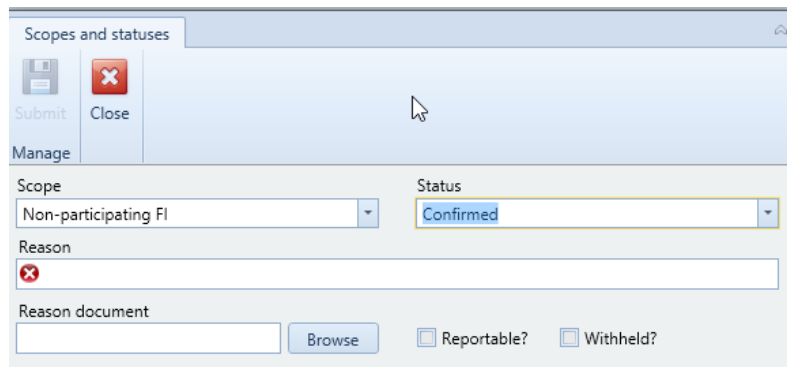 Scopes and statuses
Submit
Close
Manage
Scope
Status
Non-participating FI
Confirmed
Reason
Reason document
Browse
Reportable?
Withheld?